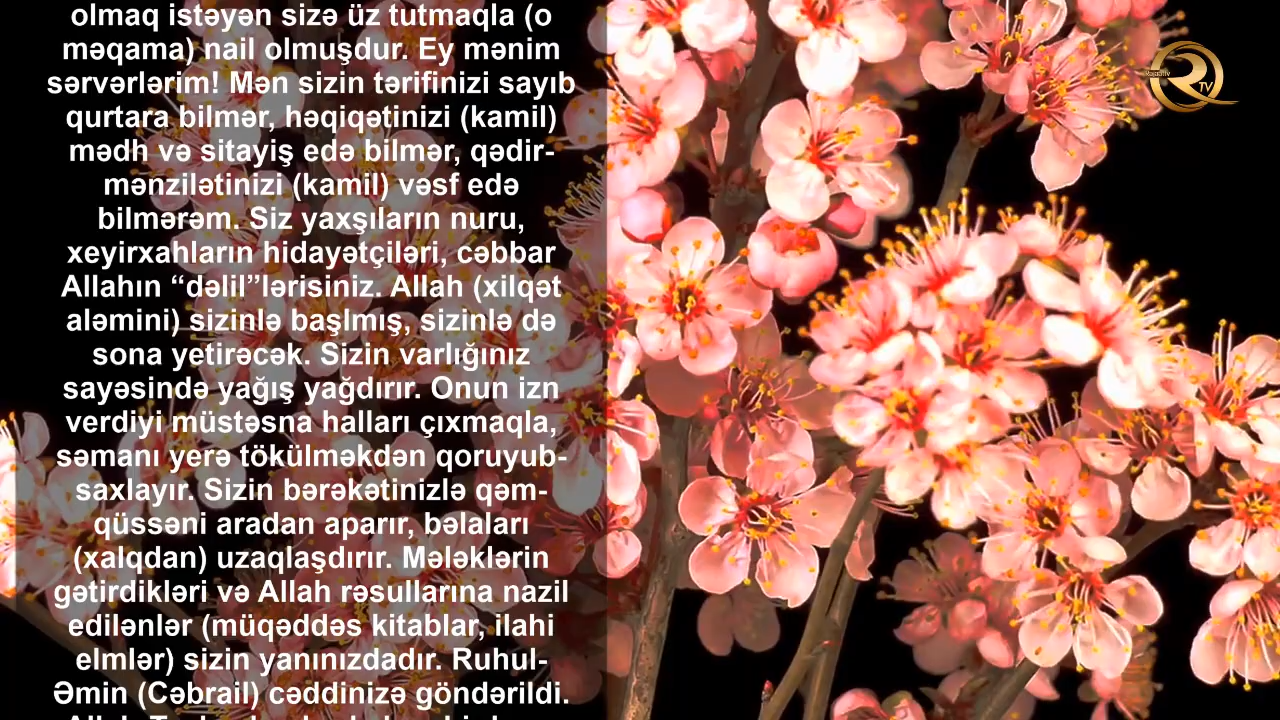 olmaq istəyən sizə üz tutmaqla (o
məqama) nail olmuşdur. Ey mənim
sərvərlərim! Mən sizin tərifinizi sayıb
qurtara bilmər, həqiqətinizi (kamil)
mədh və sitayiş edə bilmər, qədir-
mənzilətinizi (kamil) vəsf edə
bilmərəm. Siz yaxşıların nuru,
xeyirxahların hidayətçiləri, cəbbar
Allahın “dəlil”lərisiniz. Allah (xilqət
aləmini) sizinlə başlmış, sizinlə də
sona yetirəcək. Sizin varlığınız
sayəsində yağış yağdırır. Onun izn
verdiyi müstəsna halları çıxmaqla,
səmanı yerə tökülməkdən qoruyub-
saxlayır. Sizin bərəkətinizlə qəm-
qüssəni aradan aparır, bəlaları
(xalqdan) uzaqlaşdırır. Mələklərin
gətirdikləri və Allah rəsullarına nazil
edilənlər (müqəddəs kitablar, ilahi
elmlər) sizin yanınızdadır. Ruhul-
Əmin (Cəbrail) cəddinizə göndərildi.
TV